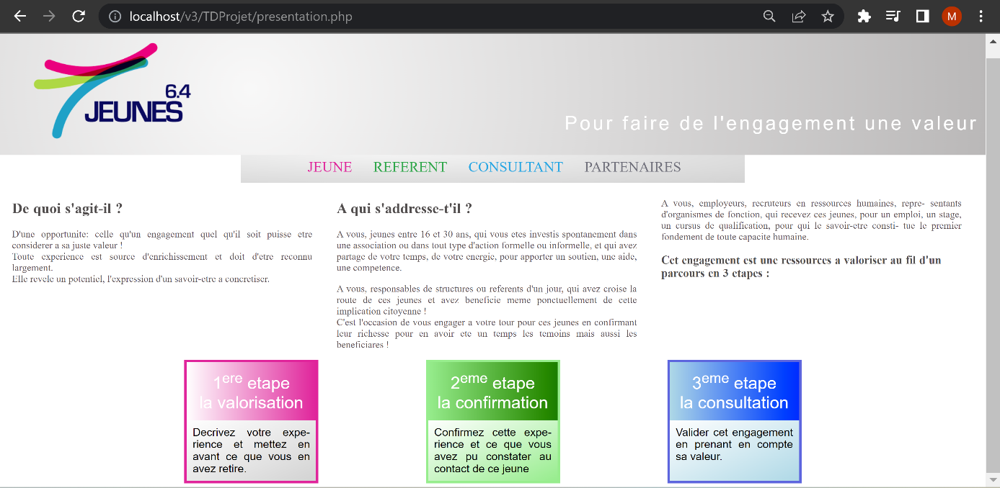 localhost/v3/TDProjet/presentation.php
M
6.4
JEUNES
Pour faire de l'engagement une valeur
JEUNE REFERENT CONSULTANT PARTENAIRES
De quoi s'agit-il ?
D'une opportunite: celle qu'un engagement quel qu'il soit puisse etre
considerer a sa juste valeur !
Toute experience est source d'enrichissement et doit d'etre reconnu
largement.
Elle revele un potentiel, l'expression d'un savoir-etre a concretiser.
A qui s'addresse-t'il ?
A vous, jeunes entre 16 et 30 ans, qui vous etes investis spontanement dans
une association ou dans tout type d'action formelle ou informelle, et qui avez
partage de votre temps, de votre energie, pour apporter un soutien, une aide,
une competence.
A vous, responsables de structures ou referents d'un jour, qui avez croise la
route de ces jeunes et avez beneficie meme ponctuellement de cette
implication citoyenne !
C'est l'occasion de vous engager a votre tour pour ces jeunes en confirmant
leur richesse pour en avoir ete un temps les temoins mais aussi les
beneficiares !
A vous, employeurs, recruteurs en ressources humaines, repre- sentants
d'organismes de fonction, qui recevez ces jeunes, pour un emploi, un stage,
un cursus de qualification, pour qui le savoir-etre consti- tue le premier
fondement de toute capacite humaine.
Cet engagement est une ressources a valoriser au fil d'un
parcours en 3 etapes :
1ere etape
la valorisation
Decrivez votre expe-
rience et mettez en
avant ce que vous en
avez retire.
2eme etape
la confirmation
Confirmez cette expe-
rience et ce que vous
avez pu constater au
contact de ce jeune
3eme etape
la consultation
Valider cet engagement
en prenant en compte
sa valeur.